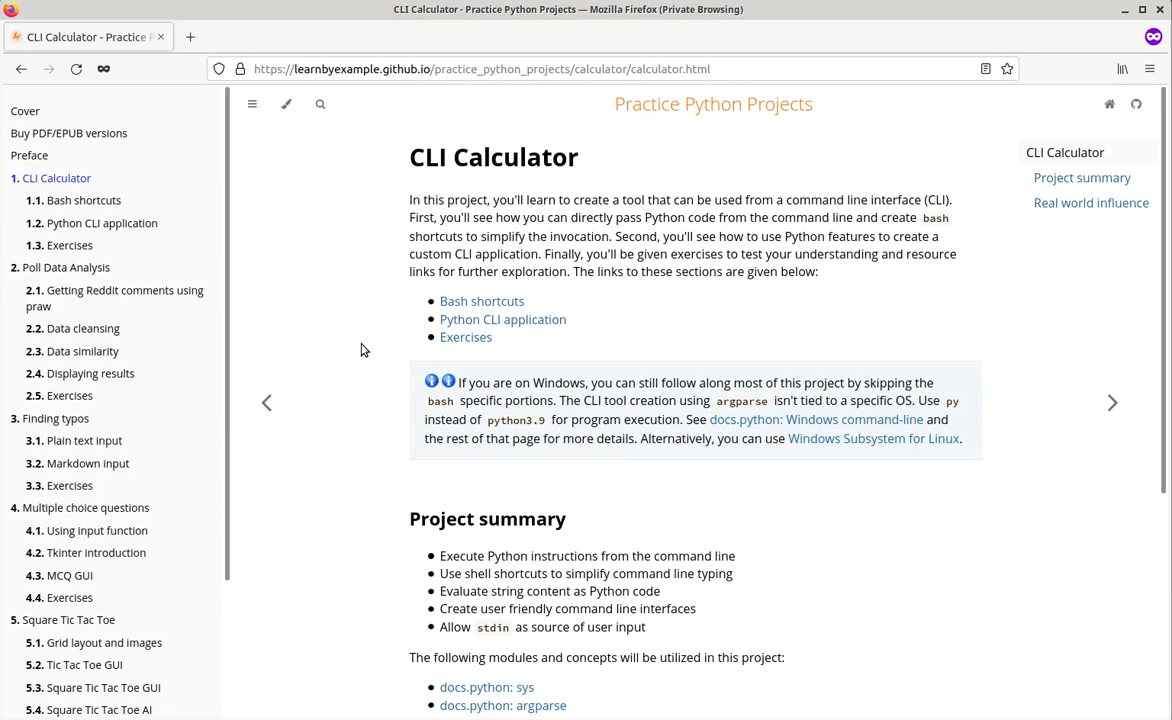 CLI Calculator - Practice Python Projects — Mozilla Firefox (Private Browsing)
CLI Calculator - Practice P
https://learnbyexample.github.io/practice_python_projects/calculator/calculator.html
Cover
Buy PDF/EPUB versions
Preface
1. CLI Calculator
1.1. Bash shortcuts
1.2. Python CLI application
1.3. Exercises
2. Poll Data Analysis
2.1. Getting Reddit comments using
praw
2.2. Data cleansing
2.3. Data similarity
2.4. Displaying results
2.5. Exercises
3. Finding typos
3.1. Plain text input
3.2. Markdown input
3.3. Exercises
4. Multiple choice questions
4.1. Using input function
4.2. Tkinter introduction
4.3. MCQ GUI
4.4. Exercises
5. Square Tic Tac Toe
5.1. Grid layout and images
5.2. Tic Tac Toe GUI
5.3. Square Tic Tac Toe GUI
5.4. Square Tic Tac Toe AI
Practice Python Projects
CLI Calculator
In this project, you'll learn to create a tool that can be used from a command line interface (CLI).
First, you'll see how you can directly pass Python code from the command line and create bash
shortcuts to simplify the invocation. Second, you'll see how to use Python features to create a
custom CLI application. Finally, you'll be given exercises to test your understanding and resource
links for further exploration. The links to these sections are given below:
Bash shortcuts
Python CLI application
Exercises
If you are on Windows, you can still follow along most of this project by skipping the
bash specific portions. The CLI tool creation using argparse isn't tied to a specific OS. Use py
instead of python3.9 for program execution. See docs.python: Windows command-line and
the rest of that page for more details. Alternatively, you can use Windows Subsystem for Linux.
Project summary
Execute Python instructions from the command line
Use shell shortcuts to simplify command line typing
Evaluate string content as Python code
Create user friendly command line interfaces
Allow stdin as source of user input
The following modules and concepts will be utilized in this project:
docs.python: sys
docs.python: argparse
CLI Calculator
Project summary
Real world influence